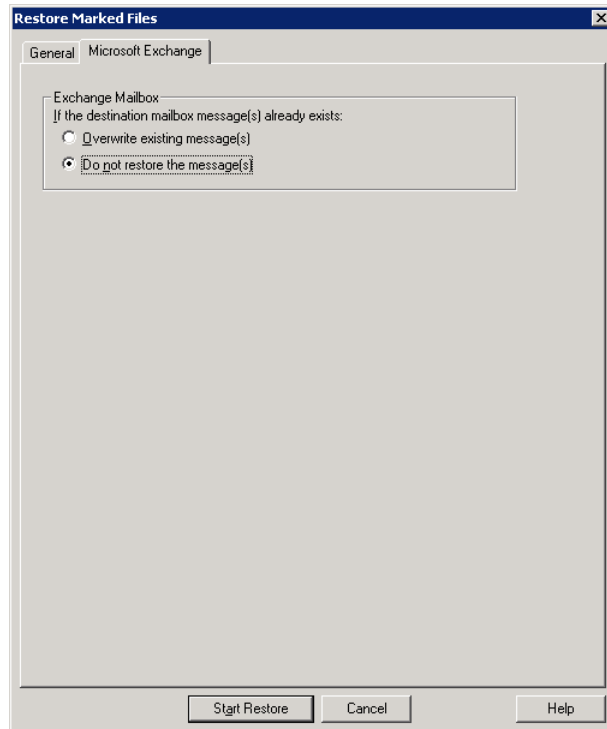 Restore Marked Files
General Microsoft Exchange
Exchange Mailbox
If the destination mailbox message(s) already exists:
Overwrite existing message(s)
Do not restore the message(s)
Start Restore Cancel Help